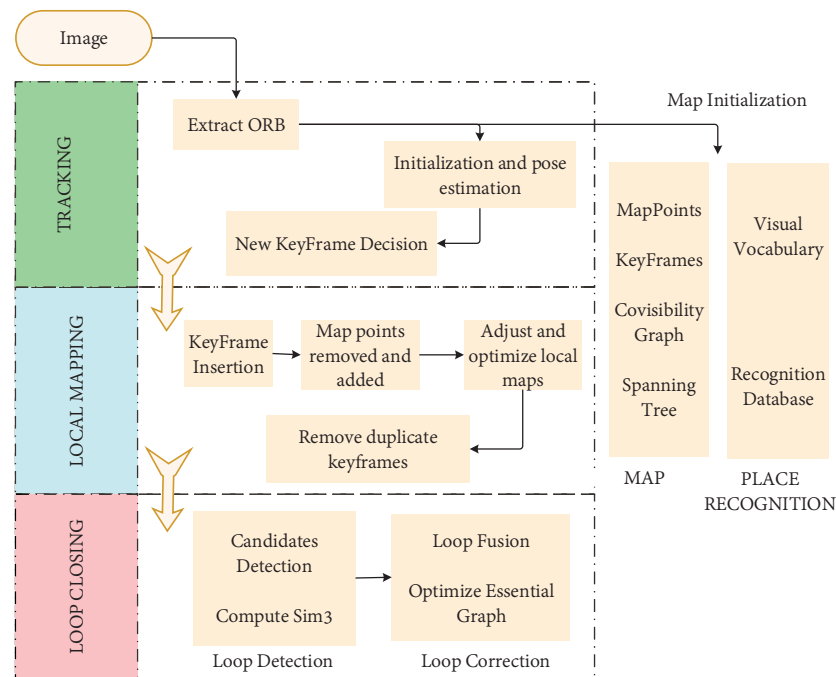 Image
TRACKING
Extract ORB
Initialization and pose
estimation
New KeyFrame Decision
Map Initialization
MapPoints
KeyFrames
Covisibility
Graph
Spanning
Tree
MAP
Visual
Vocabulary
Recognition
Database
PLACE
RECOGNITION
LOCAL MAPPING
KeyFrame
Insertion
Map points
removed and
added
Adjust and
optimize local
maps
Remove duplicate
keyframes
LOOP CLOSING
Candidates
Detection
Compute Sim3
Loop Detection
Loop Fusion
Optimize Essential
Graph
Loop Correction